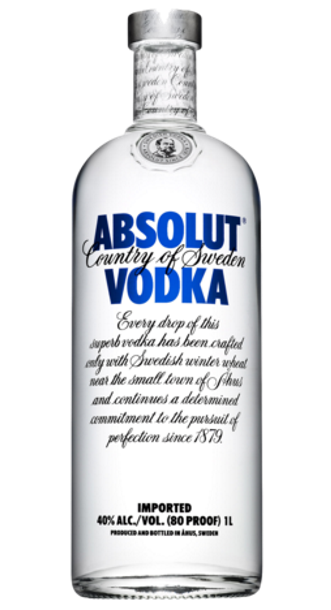 ABSOLUT®
Country of Sweden
VODKA
Every drop of this
superb vodka has been crafted
only with Swedish winter wheat
near the small town of Åhus
and continues a determined
commitment to the pursuit of
perfection since 1879.
IMPORTED
40% ALC./VOL. (80 PROOF) 1L
PRODUCED AND BOTTLED IN ÅHUS, SWEDEN